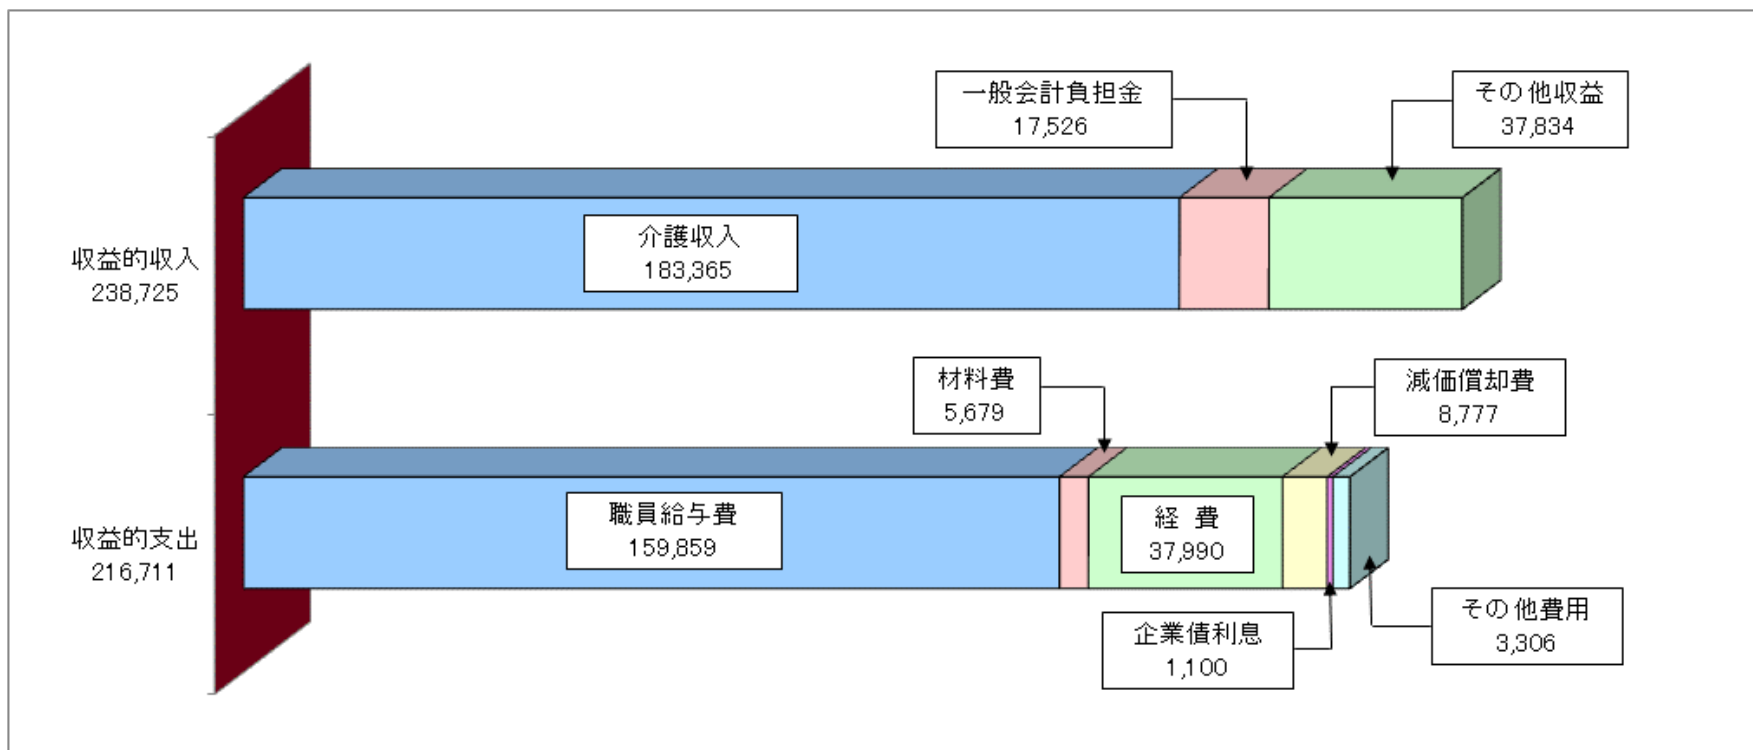 一般会計負担金
17,526
その他収益
37,834
介護収入
183,365
収益的収入
238,725
材料費
5,679
減価償却費
8,777
職員給与費
159,859
経 費
37,990
収益的支出
216,711
企業債利息
1,100
その他費用
3,306